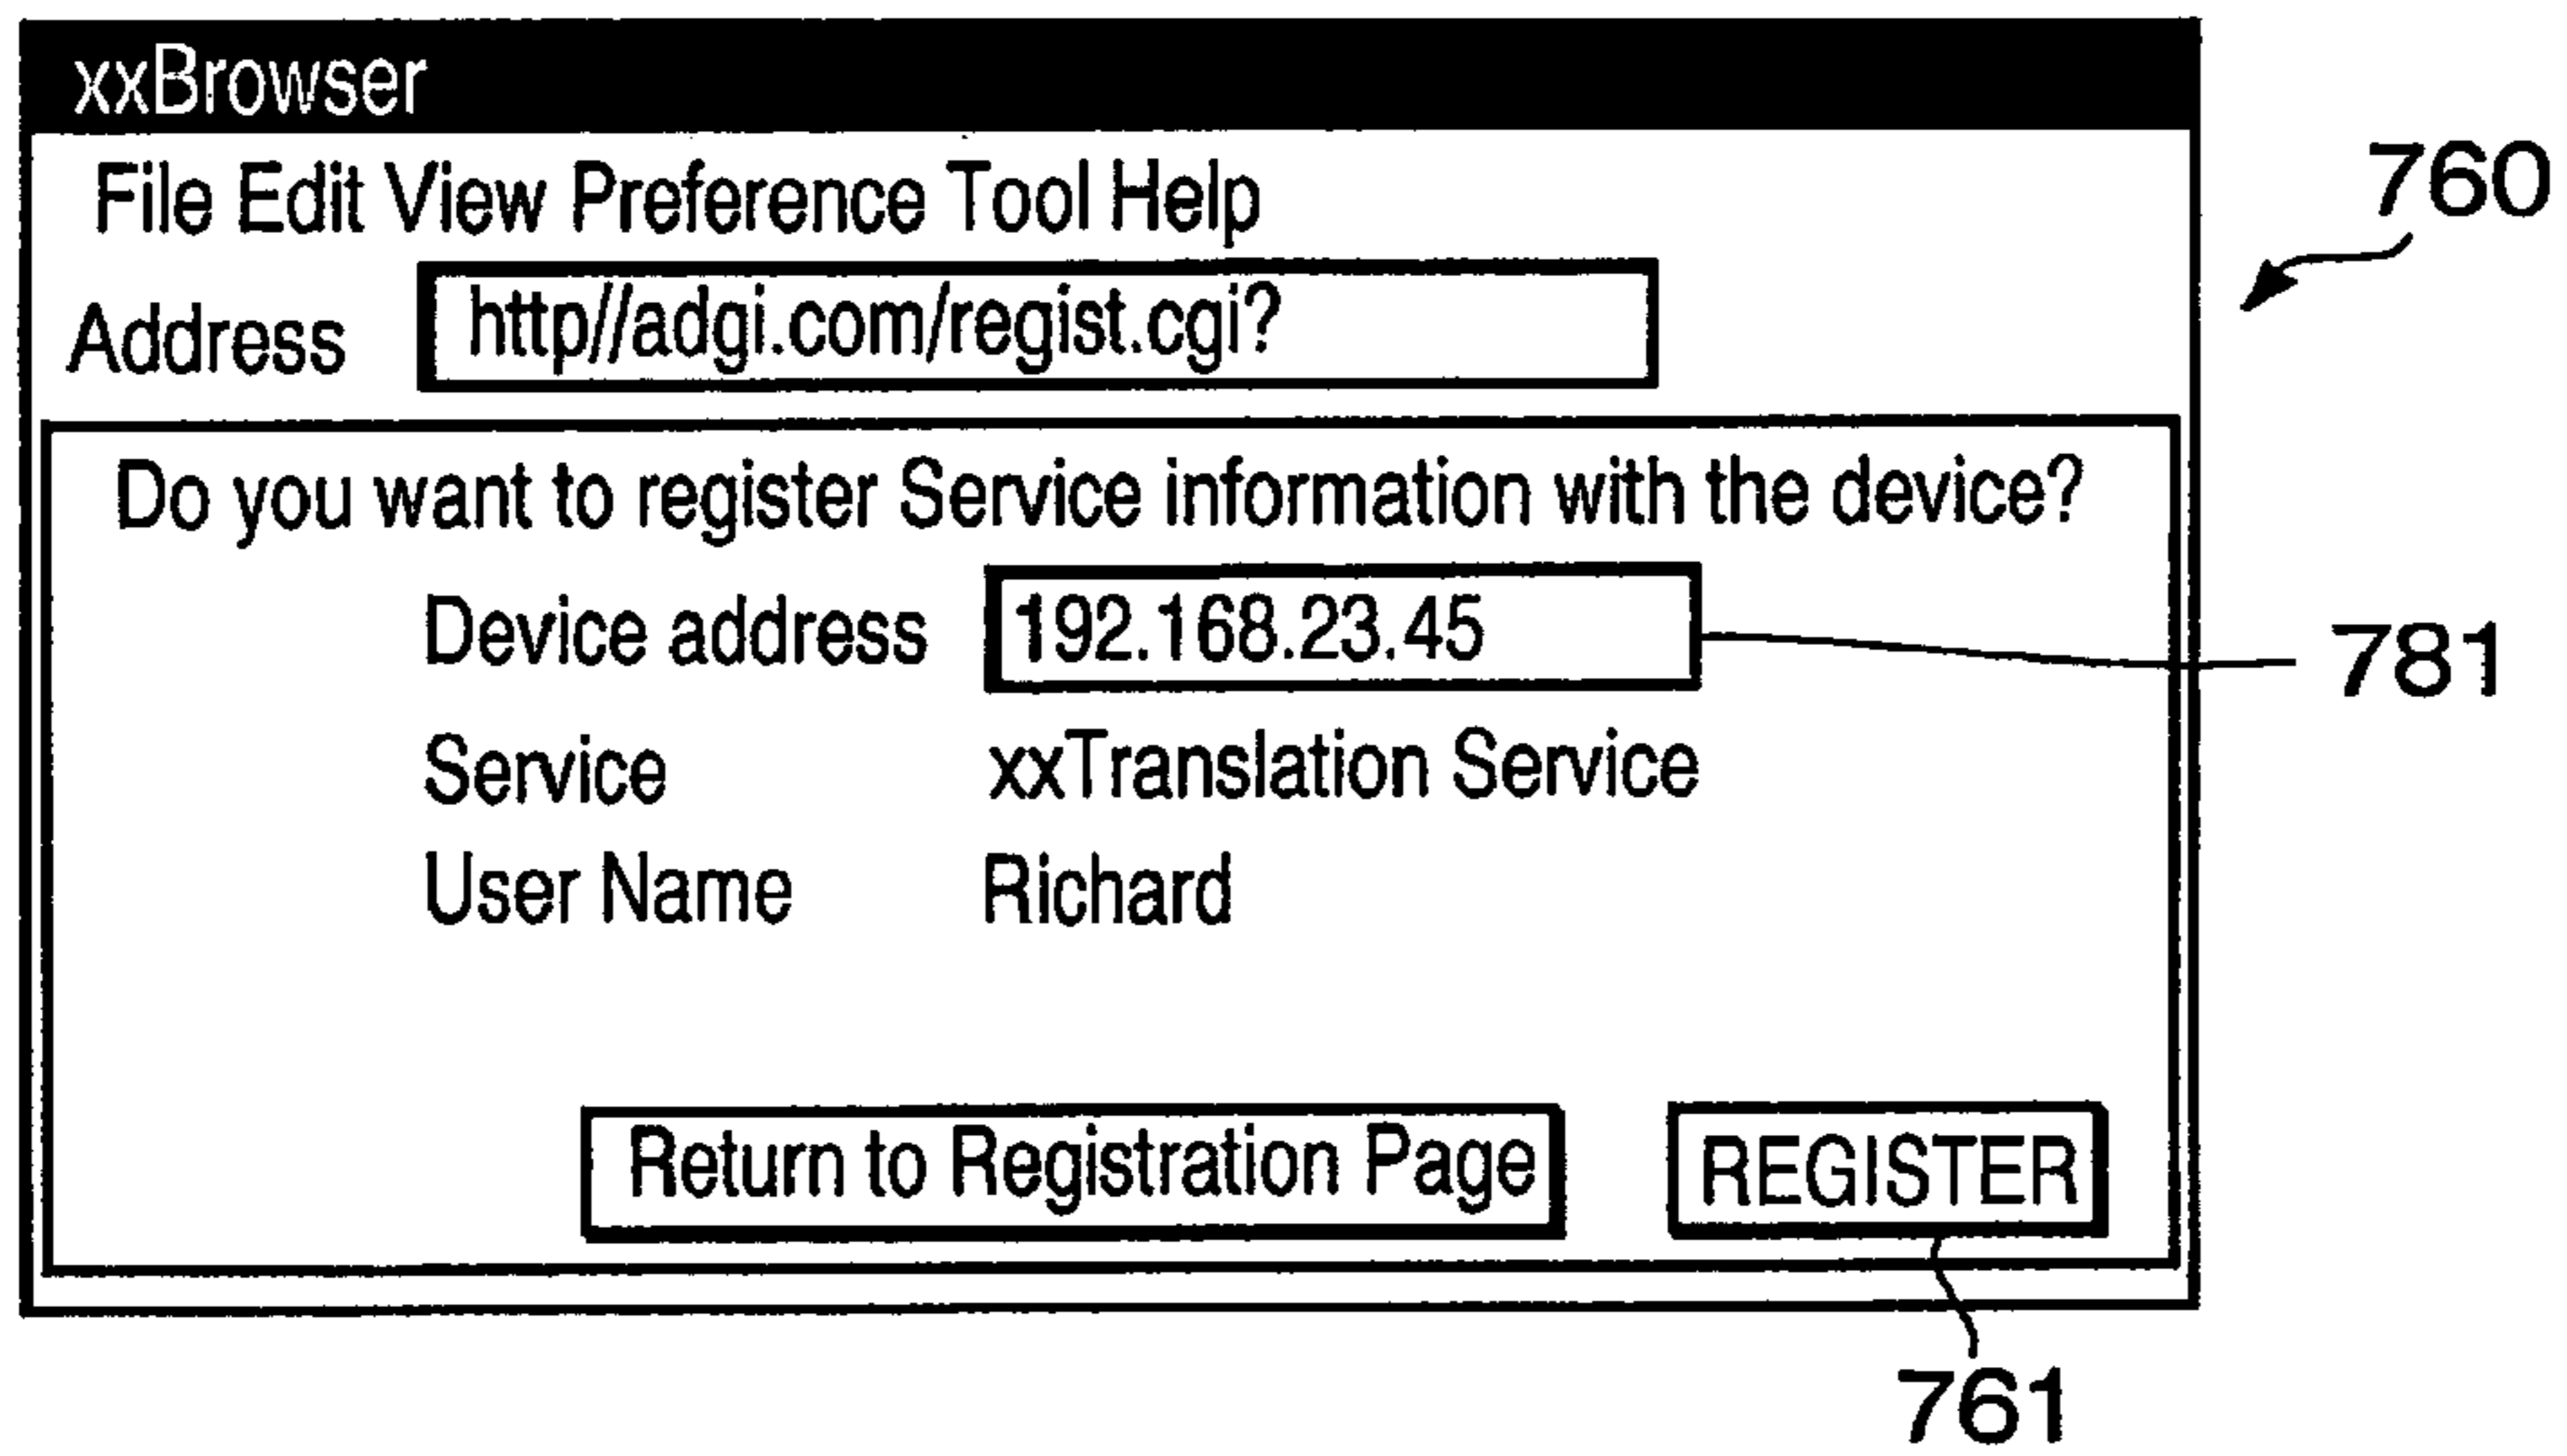 xxBrowser
File Edit View Preference Tool Help
760
Address http//adgi.com/regist.cgi?
Do you want to register Service information with the device?
Device address 192.168.23.45
781
Service xxTranslation Service
User Name Richard
Return to Registration Page REGISTER
761